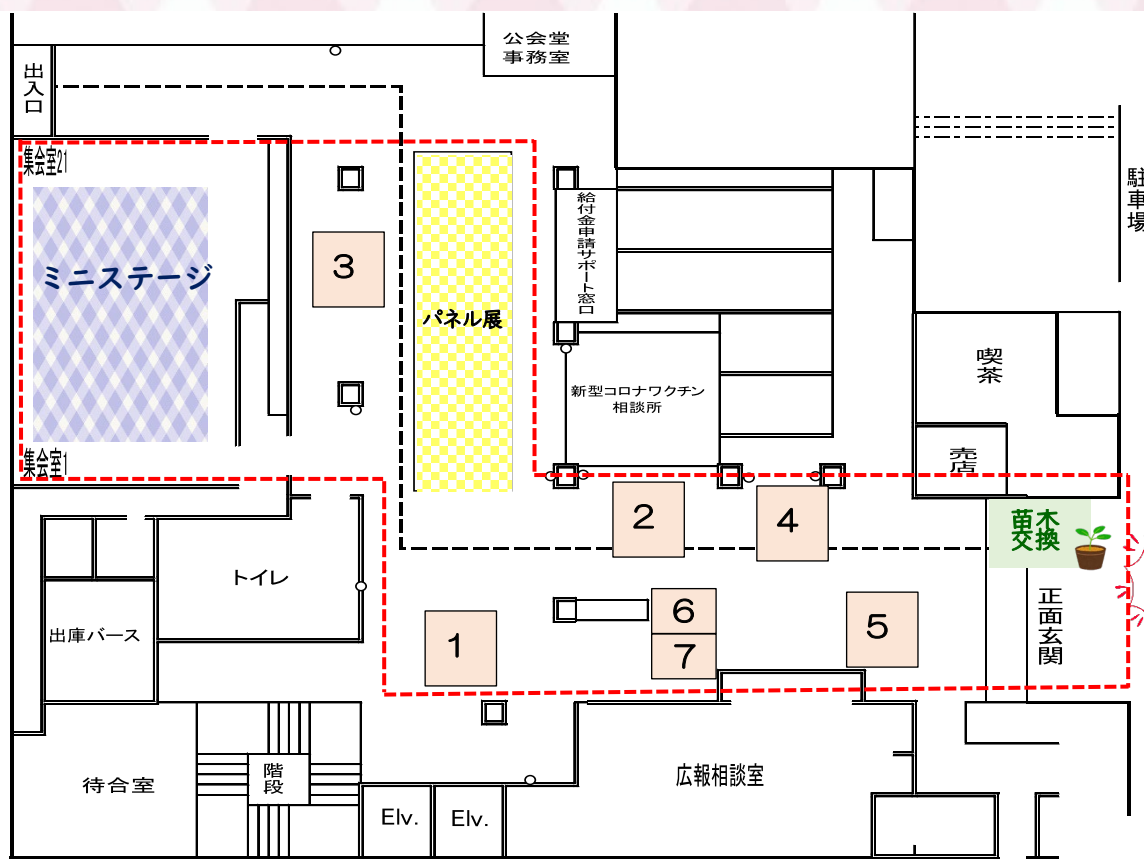 公会堂
事務室
出入口
集会室21
駐車場
給付金申請サポート窓口
ミニステージ
3
パネル展
喫茶
新型コロナワクチン
相談所
集会室1
売店
2
4
苗木
交換
トイレ
正面玄関
出庫バース
6
5
1
7
階段
待合室
広報相談室
Elv.
Elv.